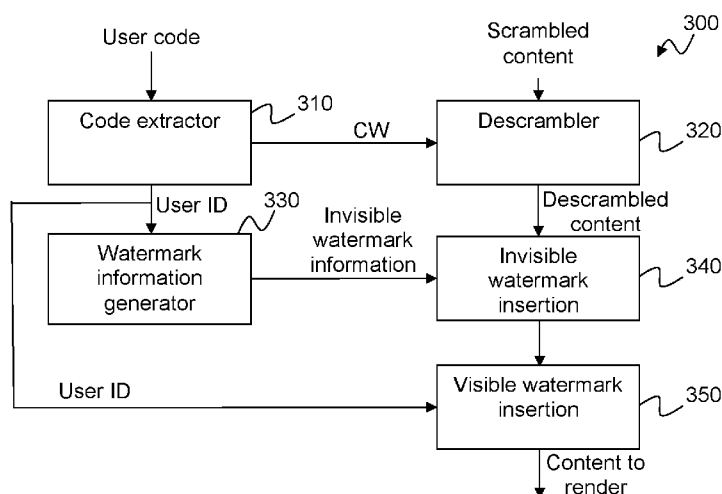 User code
Scrambled
content
300
Code extractor
310
CW
Descrambler
320
User ID
330
Descrambled
content
Invisible
watermark
information
Watermark
information
generator
Invisible
watermark
insertion
340
User ID
Visible watermark
insertion
350
Content to
render